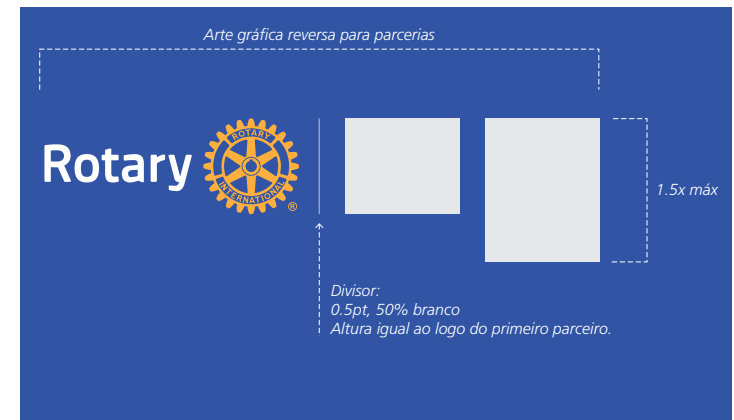 Arte gráfica reversa para parcerias
Rotary
ROTARY
INTERNATIONAL
®
1.5x máx
Divisor:
0.5pt, 50% branco
Altura igual ao logo do primeiro parceiro.